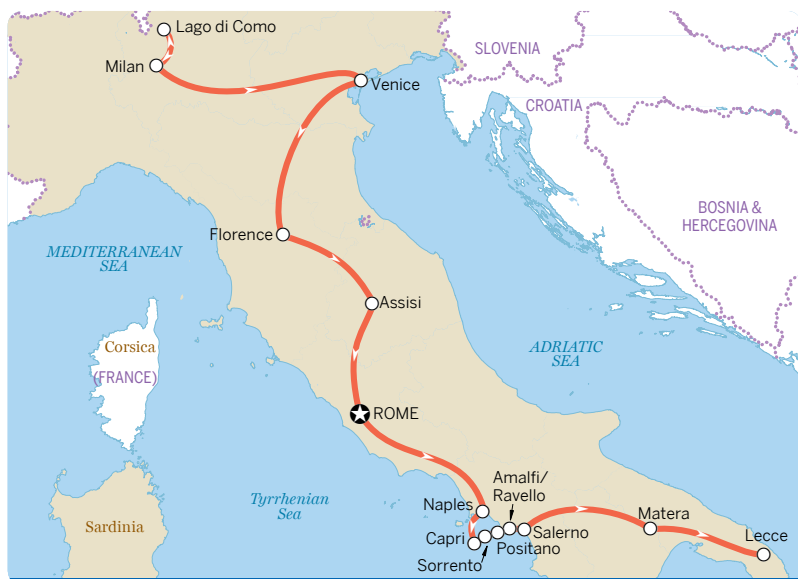 Lago di Como
SLOVENIA
Milan
Venice
CROATIA
BOSNIA &
HERCEGOVINA
Florence
MEDITERRANEAN
SEA
Assisi
Corsica
(FRANCE)
ADRIATIC
SEA
ROME
Amalfi/
Ravello
Tyrrhenian
Sea
Naples
Matera
Sardinia
Capri
Salerno
Lecce
Positano
Sorrento